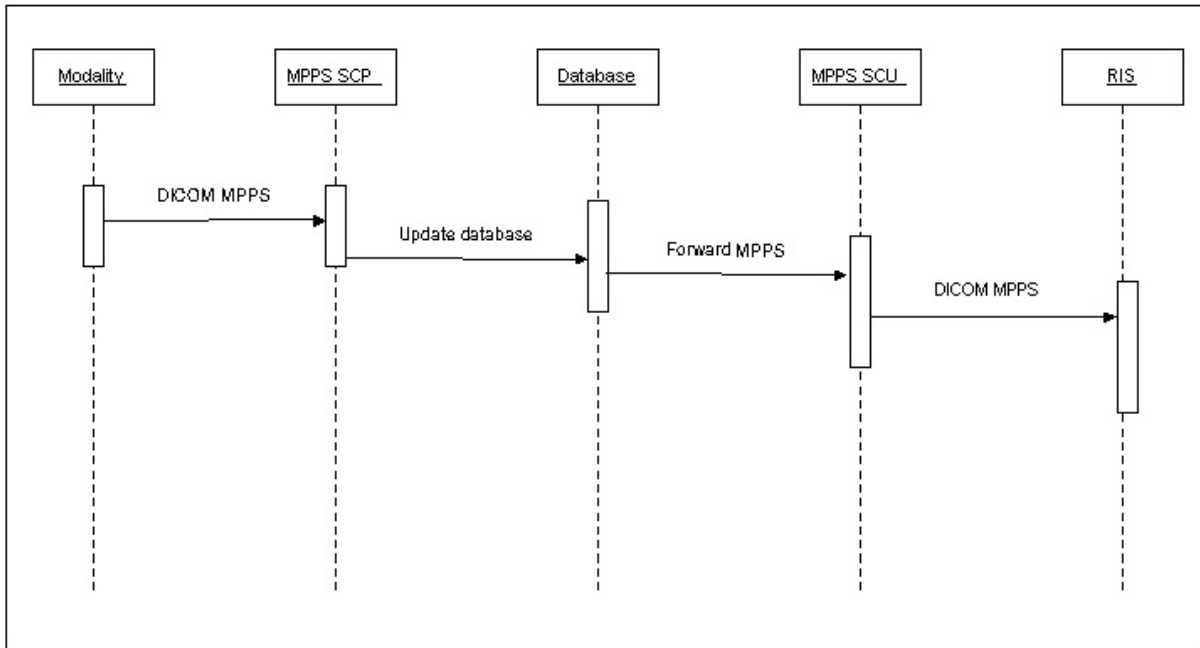 Modality
MPPS SCP
Database
MPPS SCU
RIS
DICOM MPPS
Update database
Forward MPPS
DICOM MPPS